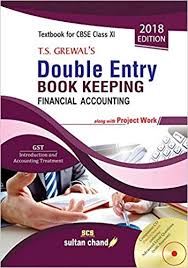 Textbook for CBSE Class XI
2018
EDITION
T.S. GREWAL'S
Double Entry
BOOK KEEPING
FINANCIAL ACCOUNTING
along with Project Work
GST
Introduction and
Accounting Treatment
SCS
sultan chand